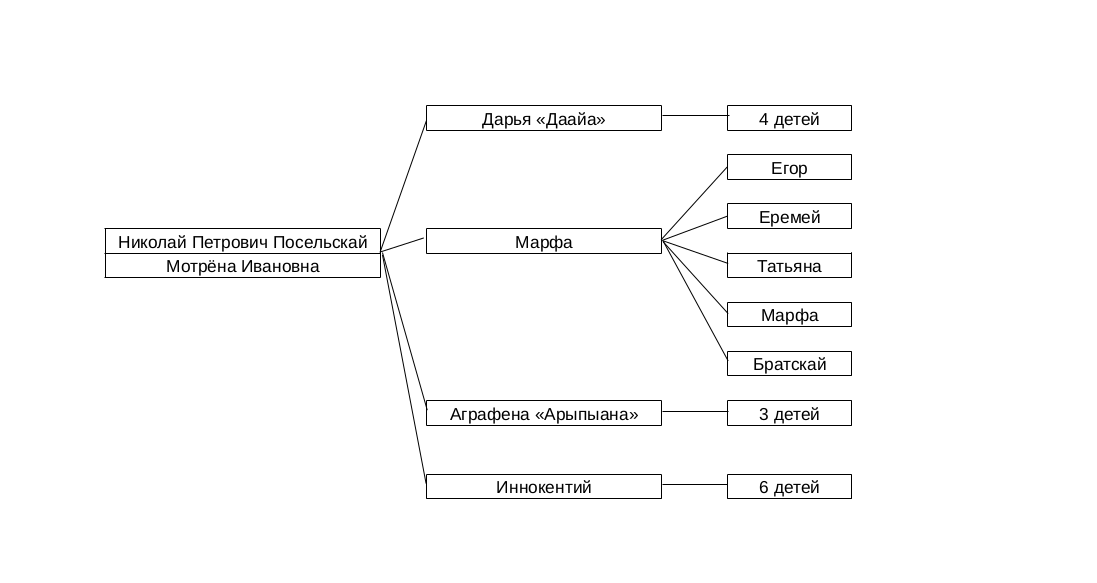 Дарья «Даайа»
4 детей
Егор
Еремей
Николай Петрович Посельскай
Мотрёна Ивановна
Марфа
Татьяна
Марфа
Братскай
Аграфена «Арыпыана»
3 детей
Иннокентий
6 детей